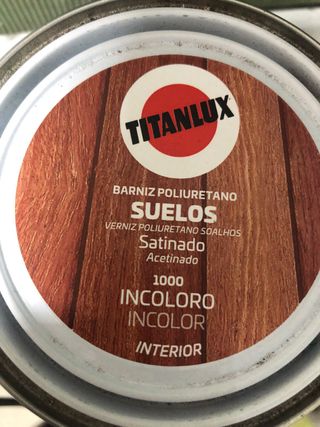 TITANLUX
BARNIZ POLIURETANO
SUELOS
VERNIZ POLIURETANO SOALHOS
Satinado
Acetinado
1000
INCOLORO
INCOLOR
INTERIOR